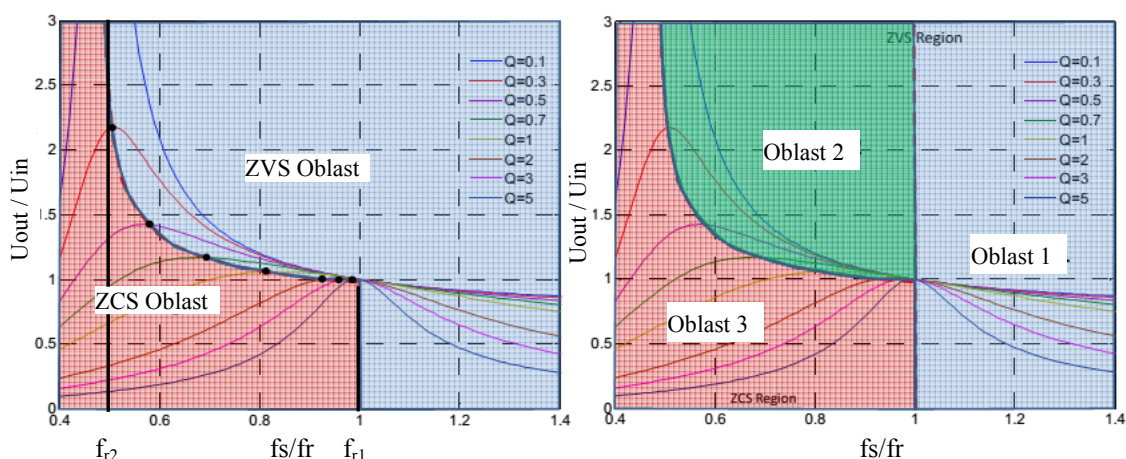 3
2.5
2
1.5
1
0.5
0
0.4
0.6
0.8
1
1.2
1.4
Uout / Uin
ZVS Oblast
ZCS Oblast
Q=0.1
Q=0.3
Q=0.5
Q=0.7
Q=1
Q=2
Q=3
Q=5
fr2
fs/fr
fr1
3
2.5
2
1.5
1
0.5
0
0.4
0.6
0.8
1
1.2
1.4
Uout / Uin
ZVS Region
Oblast 2
Oblast 1
Oblast 3
ZCS Region
Q=0.1
Q=0.3
Q=0.5
Q=0.7
Q=1
Q=2
Q=3
Q=5
fs/fr